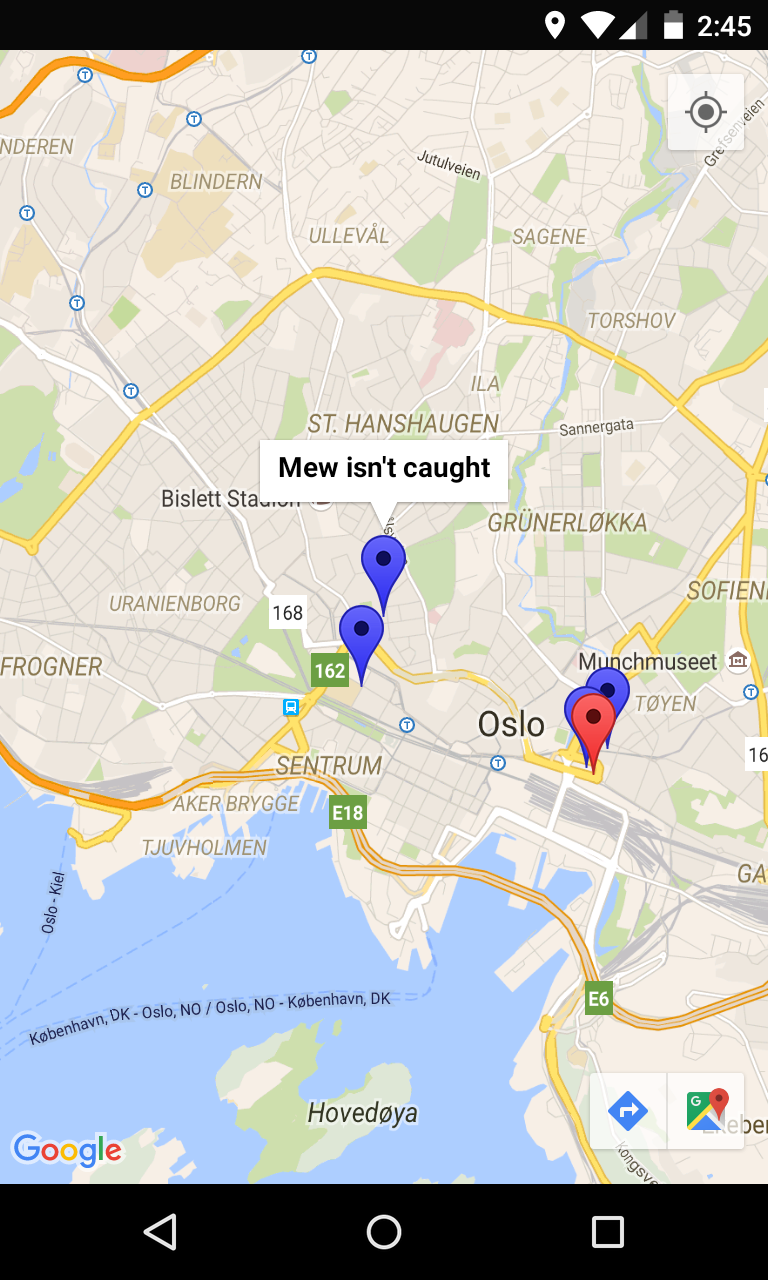 2:45
NDEREN
BLINDERN
Jutulveien
Grefsenveien
ULLEVÅL
SAGENE
TORSHOV
ILA
ST. HANSHAUGEN
Sannergata
Mew isn't caught
Bislett Stadion
GRÜNERLØKKA
URANIENBORG
168
SOFIEN
FROGNER
162
Munchmuseet
TØYEN
Oslo
16
SENTRUM
AKER BRYGGE
E18
TJUVHOLMEN
GA
Oslo - Kiel
København, DK - Oslo, NO / Oslo, NO - København, DK
E6
Hovedøya
Ekeber
Google
Kongsve